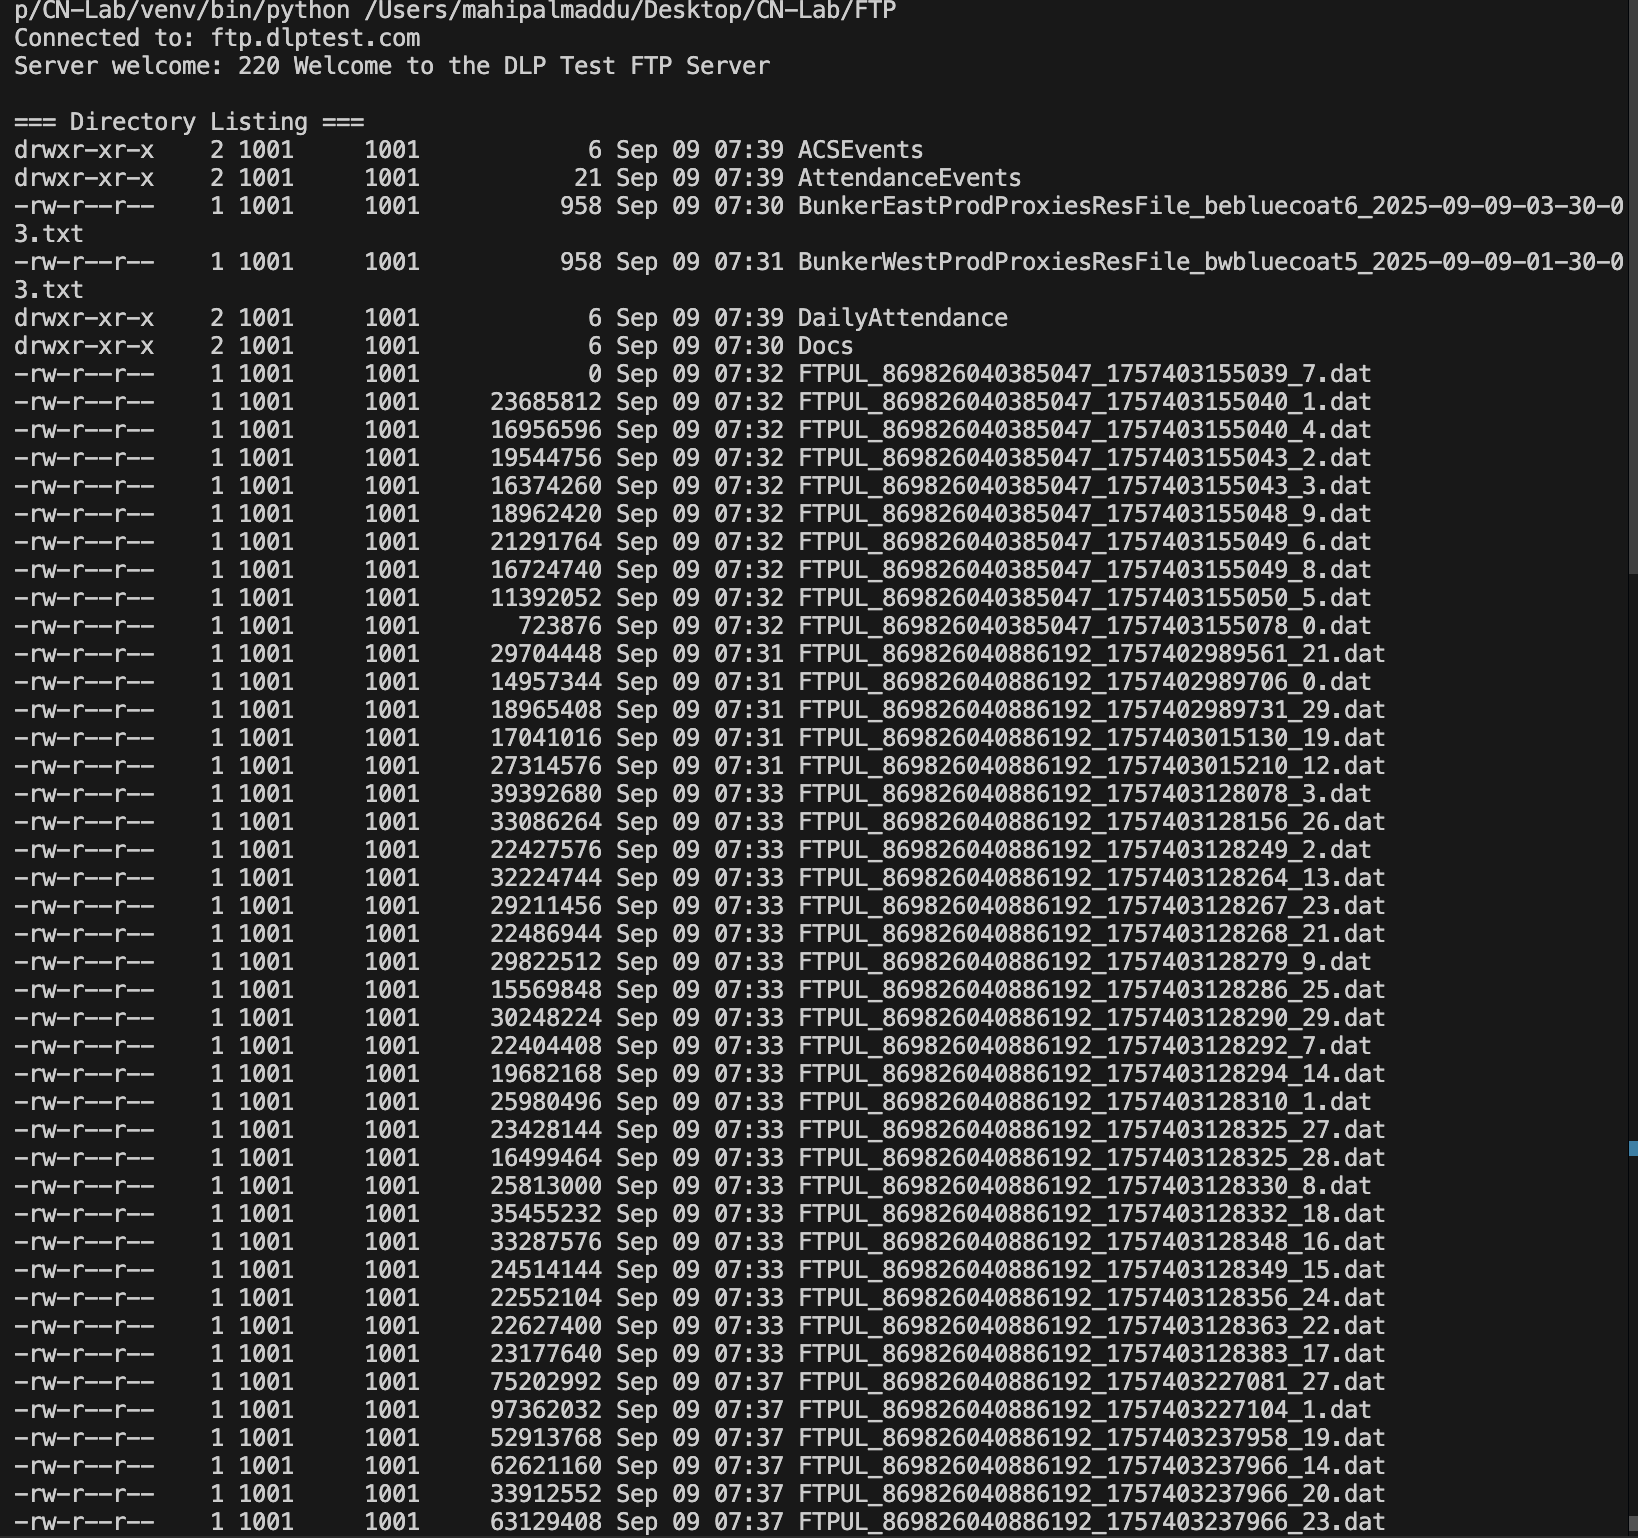 p/CN-Lab/venv/bin/python /Users/mahipalmaddu/Desktop/CN-Lab/FTP
Connected to: ftp.dlptest.com
Server welcome: 220 Welcome to the DLP Test FTP Server
=== Directory Listing ===
drwxr-xr-x    2 1001     1001            6 Sep 09 07:39 ACSEvents
drwxr-xr-x    2 1001     1001           21 Sep 09 07:39 AttendanceEvents
-rw-r--r--    1 1001     1001          958 Sep 09 07:30 BunkerEastProdProxiesResFile_bebluecoat6_2025-09-09-03-30-0
3.txt
-rw-r--r--    1 1001     1001          958 Sep 09 07:31 BunkerWestProdProxiesResFile_bwbluecoat5_2025-09-09-01-30-0
3.txt
drwxr-xr-x    2 1001     1001            6 Sep 09 07:39 DailyAttendance
drwxr-xr-x    2 1001     1001            6 Sep 09 07:30 Docs
-rw-r--r--    1 1001     1001            0 Sep 09 07:32 FTPUL_869826040385047_1757403155039_7.dat
-rw-r--r--    1 1001     1001     23685812 Sep 09 07:32 FTPUL_869826040385047_1757403155040_1.dat
-rw-r--r--    1 1001     1001     16956596 Sep 09 07:32 FTPUL_869826040385047_1757403155040_4.dat
-rw-r--r--    1 1001     1001     19544756 Sep 09 07:32 FTPUL_869826040385047_1757403155043_2.dat
-rw-r--r--    1 1001     1001     16374260 Sep 09 07:32 FTPUL_869826040385047_1757403155043_3.dat
-rw-r--r--    1 1001     1001     18962420 Sep 09 07:32 FTPUL_869826040385047_1757403155048_9.dat
-rw-r--r--    1 1001     1001     21291764 Sep 09 07:32 FTPUL_869826040385047_1757403155049_6.dat
-rw-r--r--    1 1001     1001     16724740 Sep 09 07:32 FTPUL_869826040385047_1757403155049_8.dat
-rw-r--r--    1 1001     1001     11392052 Sep 09 07:32 FTPUL_869826040385047_1757403155050_5.dat
-rw-r--r--    1 1001     1001       723876 Sep 09 07:32 FTPUL_869826040385047_1757403155078_0.dat
-rw-r--r--    1 1001     1001     29704448 Sep 09 07:31 FTPUL_869826040886192_1757402989561_21.dat
-rw-r--r--    1 1001     1001     14957344 Sep 09 07:31 FTPUL_869826040886192_1757402989706_0.dat
-rw-r--r--    1 1001     1001     18965408 Sep 09 07:31 FTPUL_869826040886192_1757402989731_29.dat
-rw-r--r--    1 1001     1001     17041016 Sep 09 07:31 FTPUL_869826040886192_1757403015130_19.dat
-rw-r--r--    1 1001     1001     27314576 Sep 09 07:31 FTPUL_869826040886192_1757403015210_12.dat
-rw-r--r--    1 1001     1001     39392680 Sep 09 07:33 FTPUL_869826040886192_1757403128078_3.dat
-rw-r--r--    1 1001     1001     33086264 Sep 09 07:33 FTPUL_869826040886192_1757403128156_26.dat
-rw-r--r--    1 1001     1001     22427576 Sep 09 07:33 FTPUL_869826040886192_1757403128249_2.dat
-rw-r--r--    1 1001     1001     32224744 Sep 09 07:33 FTPUL_869826040886192_1757403128264_13.dat
-rw-r--r--    1 1001     1001     29211456 Sep 09 07:33 FTPUL_869826040886192_1757403128267_23.dat
-rw-r--r--    1 1001     1001     22486944 Sep 09 07:33 FTPUL_869826040886192_1757403128268_21.dat
-rw-r--r--    1 1001     1001     29822512 Sep 09 07:33 FTPUL_869826040886192_1757403128279_9.dat
-rw-r--r--    1 1001     1001     15569848 Sep 09 07:33 FTPUL_869826040886192_1757403128286_25.dat
-rw-r--r--    1 1001     1001     30248224 Sep 09 07:33 FTPUL_869826040886192_1757403128290_29.dat
-rw-r--r--    1 1001     1001     22404408 Sep 09 07:33 FTPUL_869826040886192_1757403128292_7.dat
-rw-r--r--    1 1001     1001     19682168 Sep 09 07:33 FTPUL_869826040886192_1757403128294_14.dat
-rw-r--r--    1 1001     1001     25980496 Sep 09 07:33 FTPUL_869826040886192_1757403128310_1.dat
-rw-r--r--    1 1001     1001     23428144 Sep 09 07:33 FTPUL_869826040886192_1757403128325_27.dat
-rw-r--r--    1 1001     1001     16499464 Sep 09 07:33 FTPUL_869826040886192_1757403128325_28.dat
-rw-r--r--    1 1001     1001     25813000 Sep 09 07:33 FTPUL_869826040886192_1757403128330_8.dat
-rw-r--r--    1 1001     1001     35455232 Sep 09 07:33 FTPUL_869826040886192_1757403128332_18.dat
-rw-r--r--    1 1001     1001     33287576 Sep 09 07:33 FTPUL_869826040886192_1757403128348_16.dat
-rw-r--r--    1 1001     1001     24514144 Sep 09 07:33 FTPUL_869826040886192_1757403128349_15.dat
-rw-r--r--    1 1001     1001     22552104 Sep 09 07:33 FTPUL_869826040886192_1757403128356_24.dat
-rw-r--r--    1 1001     1001     22627400 Sep 09 07:33 FTPUL_869826040886192_1757403128363_22.dat
-rw-r--r--    1 1001     1001     23177640 Sep 09 07:33 FTPUL_869826040886192_1757403128383_17.dat
-rw-r--r--    1 1001     1001     75202992 Sep 09 07:37 FTPUL_869826040886192_1757403227081_27.dat
-rw-r--r--    1 1001     1001     97362032 Sep 09 07:37 FTPUL_869826040886192_1757403227104_1.dat
-rw-r--r--    1 1001     1001     52913768 Sep 09 07:37 FTPUL_869826040886192_1757403237958_19.dat
-rw-r--r--    1 1001     1001     62621160 Sep 09 07:37 FTPUL_869826040886192_1757403237966_14.dat
-rw-r--r--    1 1001     1001     33912552 Sep 09 07:37 FTPUL_869826040886192_1757403237966_20.dat
-rw-r--r--    1 1001     1001     63129408 Sep 09 07:37 FTPUL_869826040886192_1757403237966_23.dat